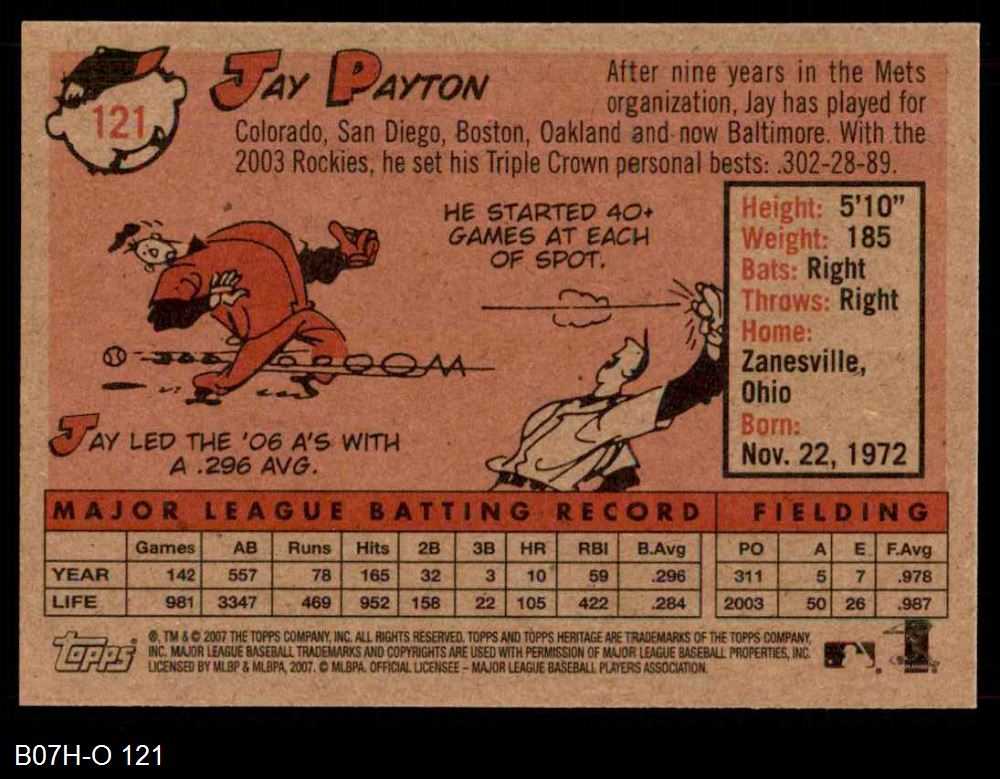 121
JAY PAYTON
After nine years in the Mets
organization, Jay has played for
Colorado, San Diego, Boston, Oakland and now Baltimore. With the
2003 Rockies, he set his Triple Crown personal bests: .302-28-89.
HE STARTED 40+
GAMES AT EACH
OF SPOT.
JAY LED THE '06 A'S WITH
A .296 AVG.
Height: 5'10"
Weight: 185
Bats: Right
Throws: Right
Home:
Zanesville,
Ohio
Born:
Nov. 22, 1972
MAJOR LEAGUE BATTING RECORD FIELDING
Games AB Runs Hits 2B 3B HR RBI B.Avg PO A E F.Avg
YEAR 142 557 78 165 32 3 10 59 .296 311 5 7 .978
LIFE 981 3347 469 952 158 22 105 422 .284 2003 50 26 .987
Topps
®, TM & © 2007 THE TOPPS COMPANY, INC. ALL RIGHTS RESERVED. TOPPS AND TOPPS HERITAGE ARE TRADEMARKS OF THE TOPPS COMPANY,
INC. MAJOR LEAGUE BASEBALL TRADEMARKS AND COPYRIGHTS ARE USED WITH PERMISSION OF MAJOR LEAGUE BASEBALL PROPERTIES, INC.
LICENSED BY MLBP & MLBPA, 2007. © MLBPA. OFFICIAL LICENSEE – MAJOR LEAGUE BASEBALL PLAYERS ASSOCIATION.
B07H-O 121